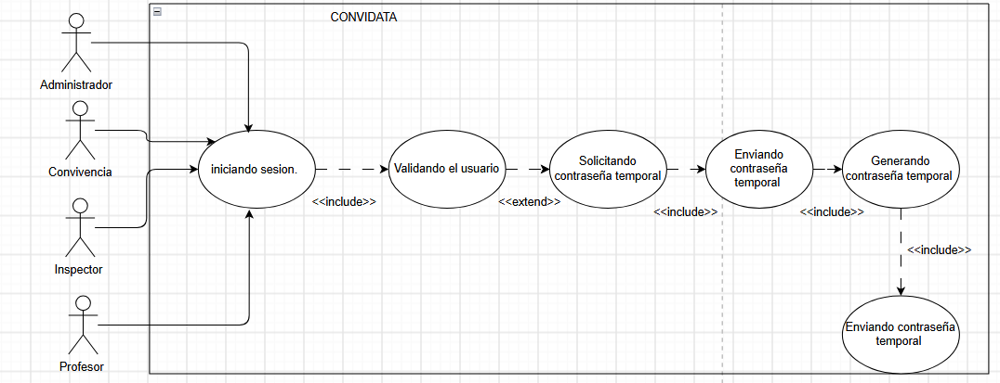 CONVIDATA
Administrador
Convivencia
Inspector
Profesor
iniciando sesion.
<<include>>
Validando el usuario
<<extend>>
Solicitando
contraseña temporal
<<include>>
Enviando
contraseña
temporal
<<include>>
Generando
contraseña temporal
<<include>>
Enviando contraseña
temporal